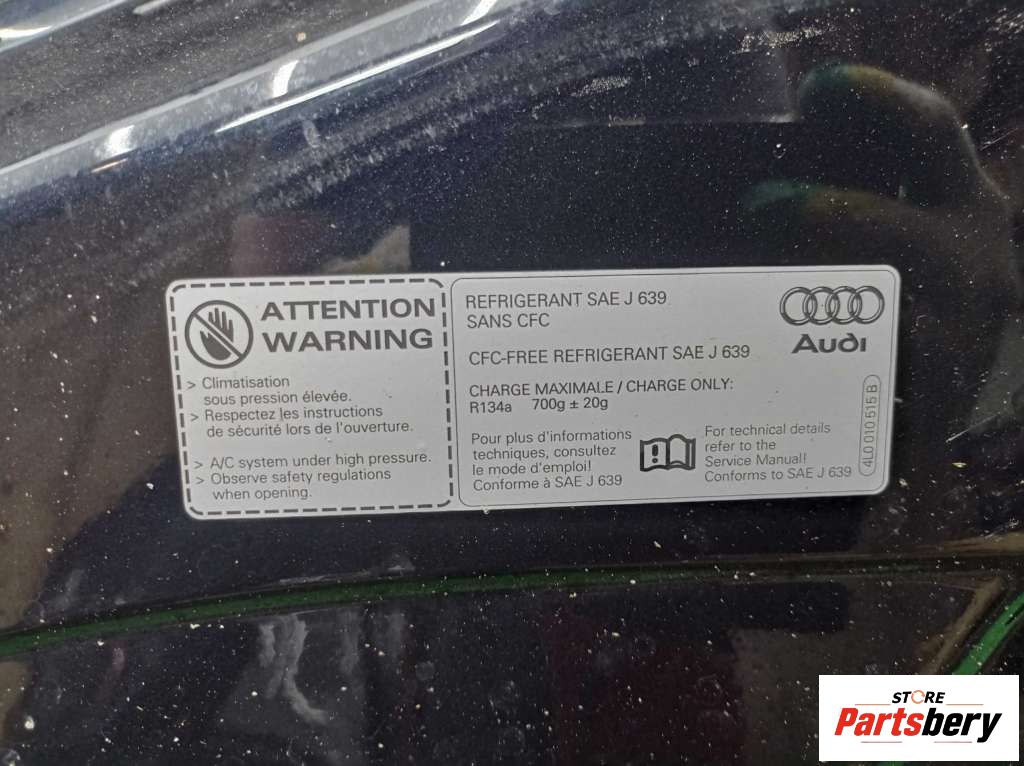 ATTENTION
WARNING
> Climatisation
sous pression élevée.
> Respectez les instructions
de sécurité lors de l'ouverture.
> A/C system under high pressure.
> Observe safety regulations
when opening.
REFRIGERANT SAE J 639
SANS CFC
CFC-FREE REFRIGERANT SAE J 639
CHARGE MAXIMALE / CHARGE ONLY:
R134a 700g ± 20g
Pour plus d'informations
techniques, consultez
le mode d'emploi!
Conforme à SAE J 639
For technical details
refer to the
Service Manual!
Conforms to SAE J 639
Audi
4L0 010 515 B
STORE
Partsbery